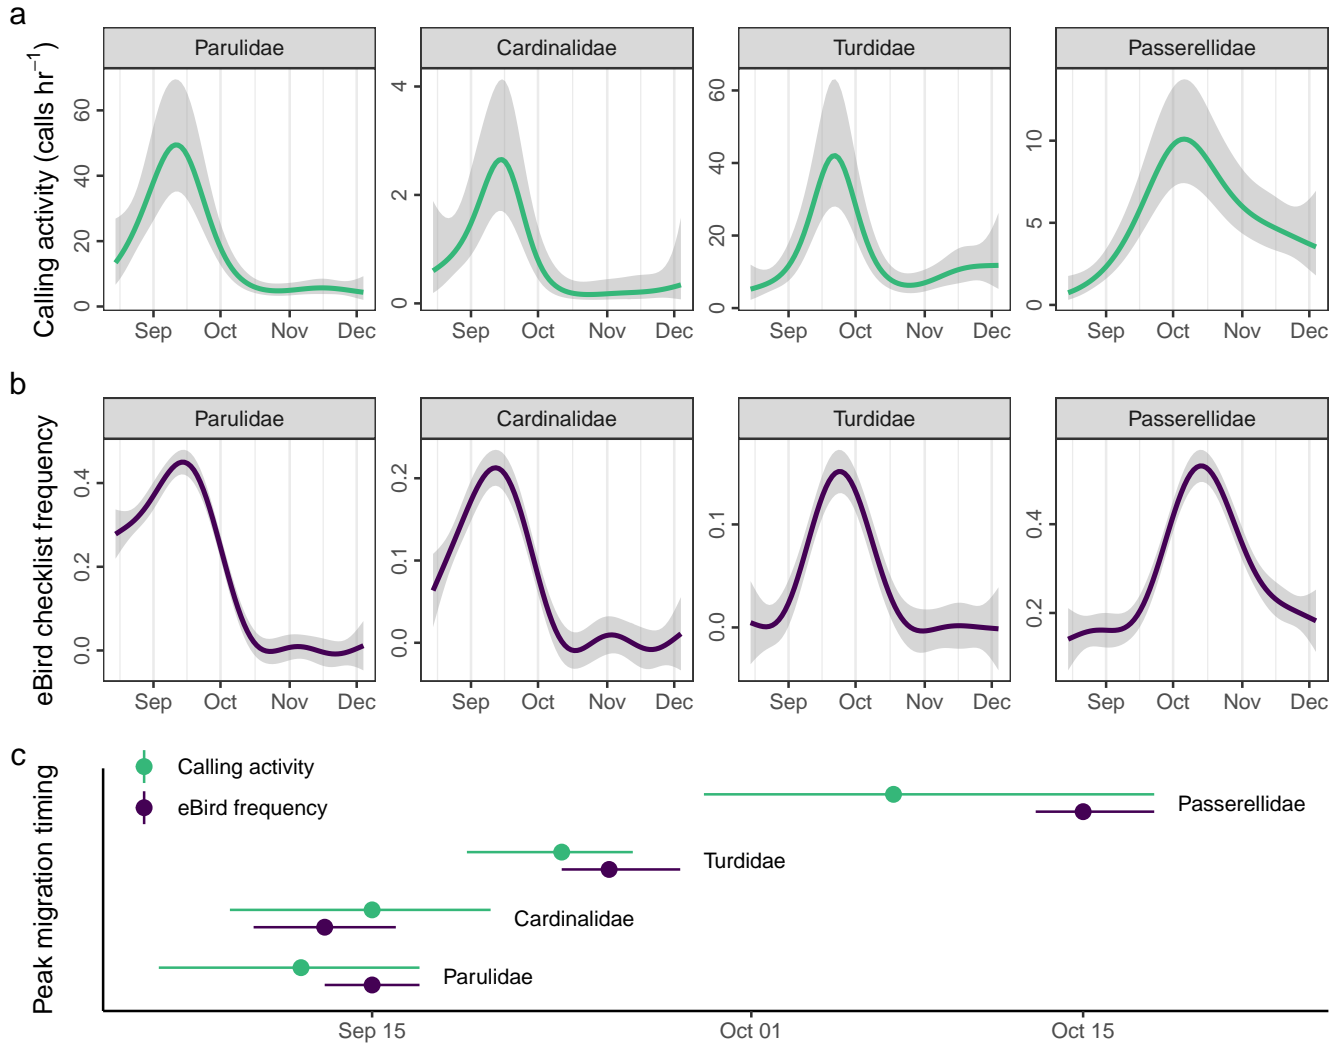 a
Parulidae
Cardinalidae
Turdidae
Passerellidae
Calling activity (calls hr⁻¹)
0
20
40
60
0
2
4
0
20
40
60
0
5
10
Sep
Oct
Nov
Dec
Sep
Oct
Nov
Dec
Sep
Oct
Nov
Dec
Sep
Oct
Nov
Dec
b
Parulidae
Cardinalidae
Turdidae
Passerellidae
eBird checklist frequency
0.0
0.2
0.4
0.0
0.1
0.2
0.0
0.1
0.2
0.4
Sep
Oct
Nov
Dec
Sep
Oct
Nov
Dec
Sep
Oct
Nov
Dec
Sep
Oct
Nov
Dec
c
Peak migration timing
Calling activity
eBird frequency
Passerellidae
Turdidae
Cardinalidae
Parulidae
Sep 15
Oct 01
Oct 15